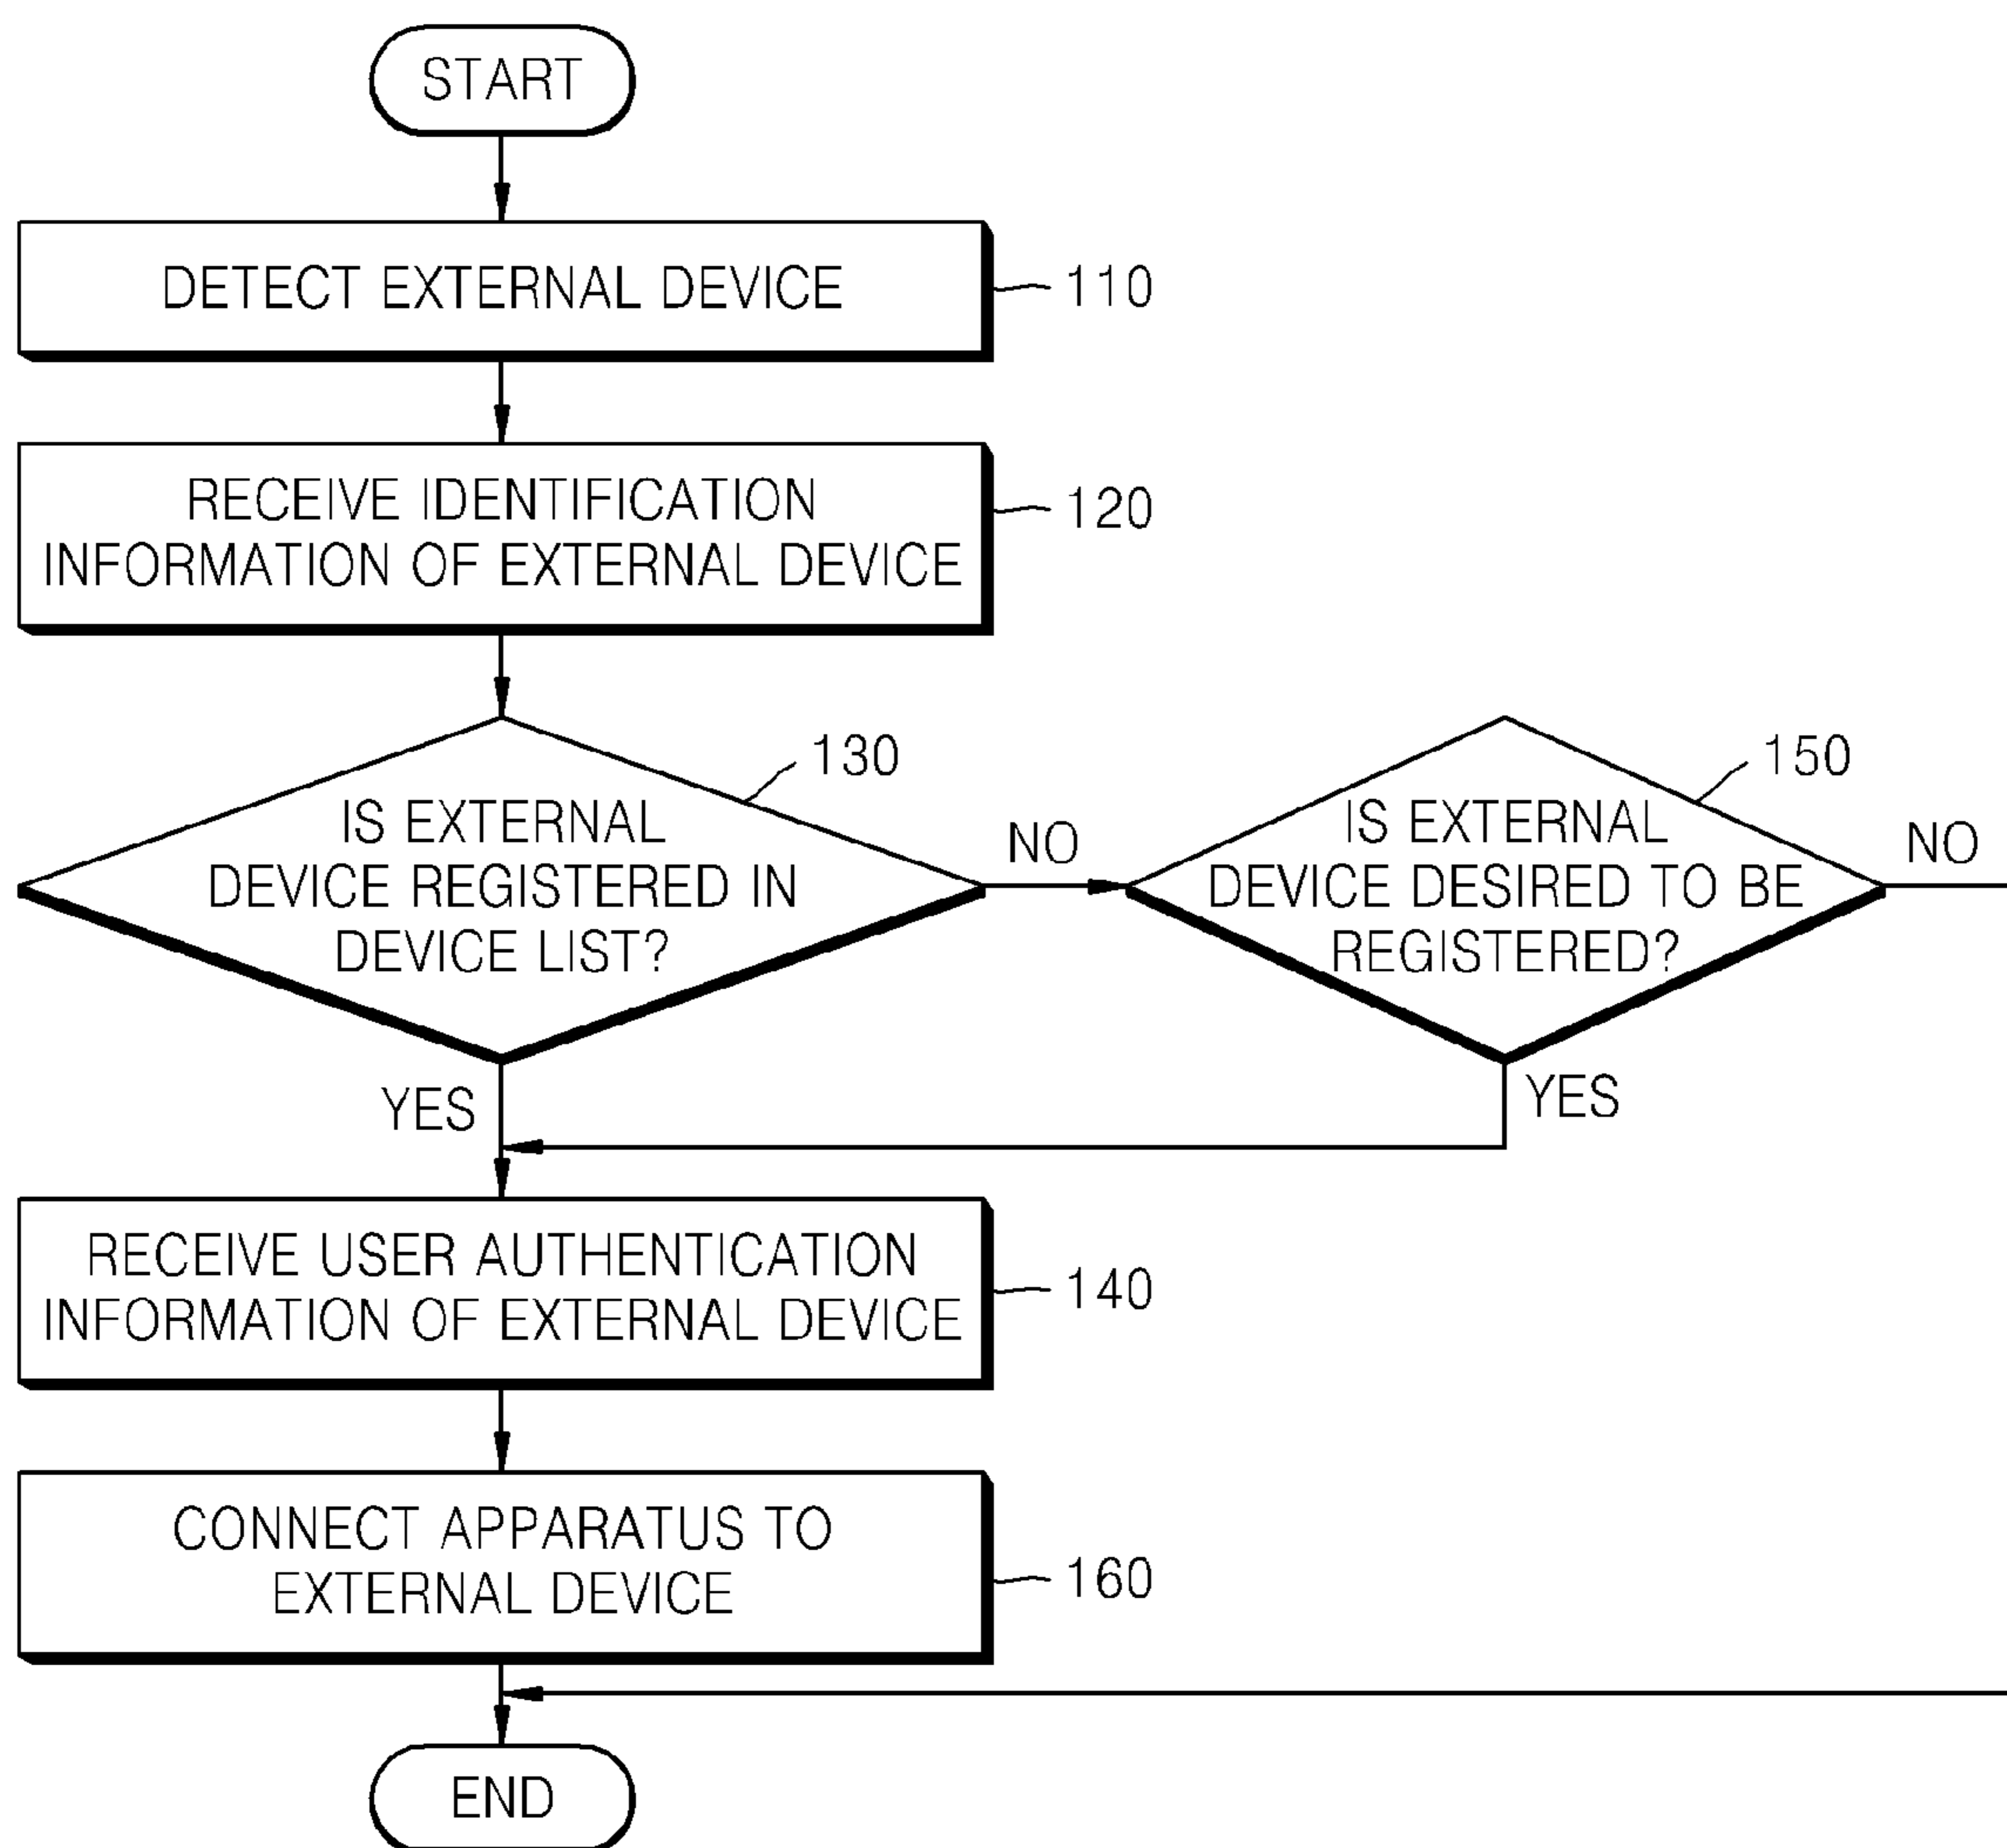 START
DETECT EXTERNAL DEVICE
110
RECEIVE IDENTIFICATION
INFORMATION OF EXTERNAL DEVICE
120
130
IS EXTERNAL
DEVICE REGISTERED IN
DEVICE LIST?
NO
150
IS EXTERNAL
DEVICE DESIRED TO BE
REGISTERED?
NO
YES
YES
RECEIVE USER AUTHENTICATION
INFORMATION OF EXTERNAL DEVICE
140
CONNECT APPARATUS TO
EXTERNAL DEVICE
160
END